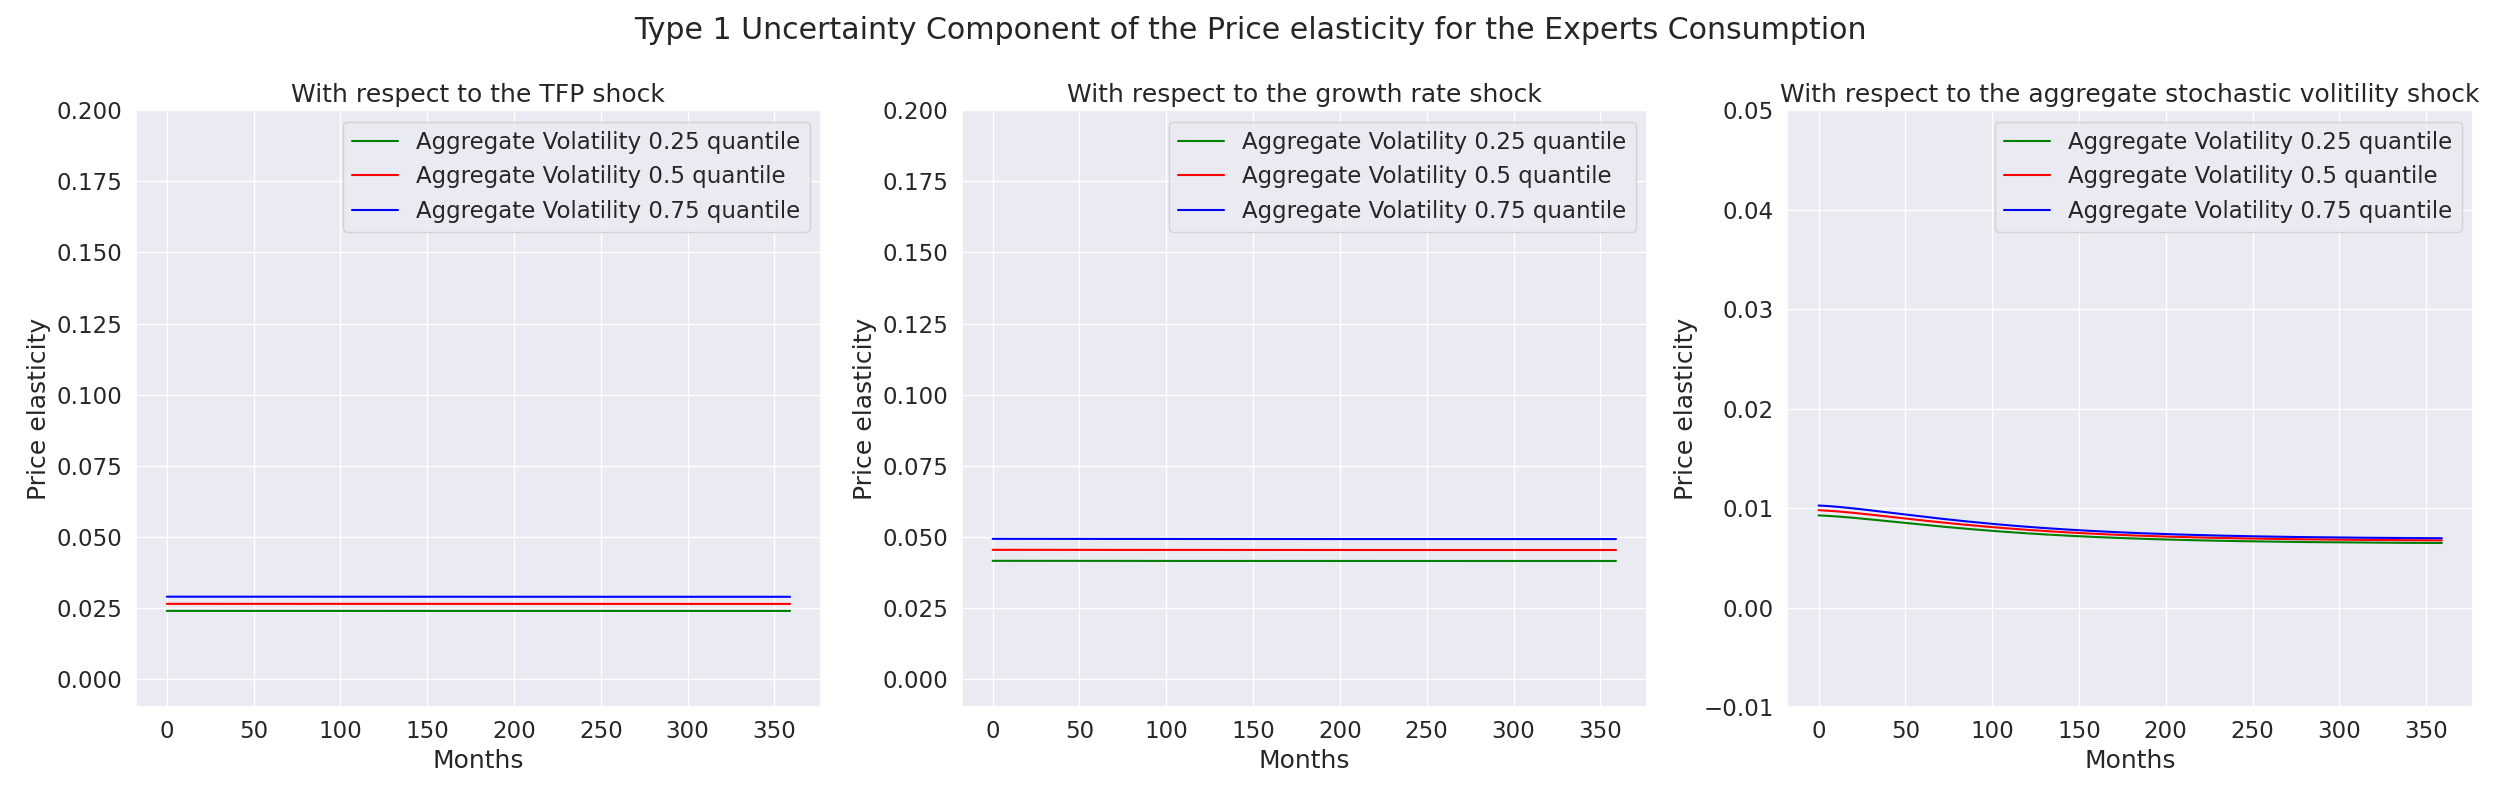 Type 1 Uncertainty Component of the Price elasticity for the Experts Consumption
With respect to the TFP shock
0.200
0.175
0.150
0.125
0.100
0.075
0.050
0.025
0.000
Price elasticity
Aggregate Volatility 0.25 quantile
Aggregate Volatility 0.5 quantile
Aggregate Volatility 0.75 quantile
0 50 100 150 200 250 300 350
Months
With respect to the growth rate shock
0.200
0.175
0.150
0.125
0.100
0.075
0.050
0.025
0.000
Price elasticity
Aggregate Volatility 0.25 quantile
Aggregate Volatility 0.5 quantile
Aggregate Volatility 0.75 quantile
0 50 100 150 200 250 300 350
Months
With respect to the aggregate stochastic volitility shock
0.05
0.04
0.03
0.02
0.01
0.00
−0.01
Price elasticity
Aggregate Volatility 0.25 quantile
Aggregate Volatility 0.5 quantile
Aggregate Volatility 0.75 quantile
0 50 100 150 200 250 300 350
Months